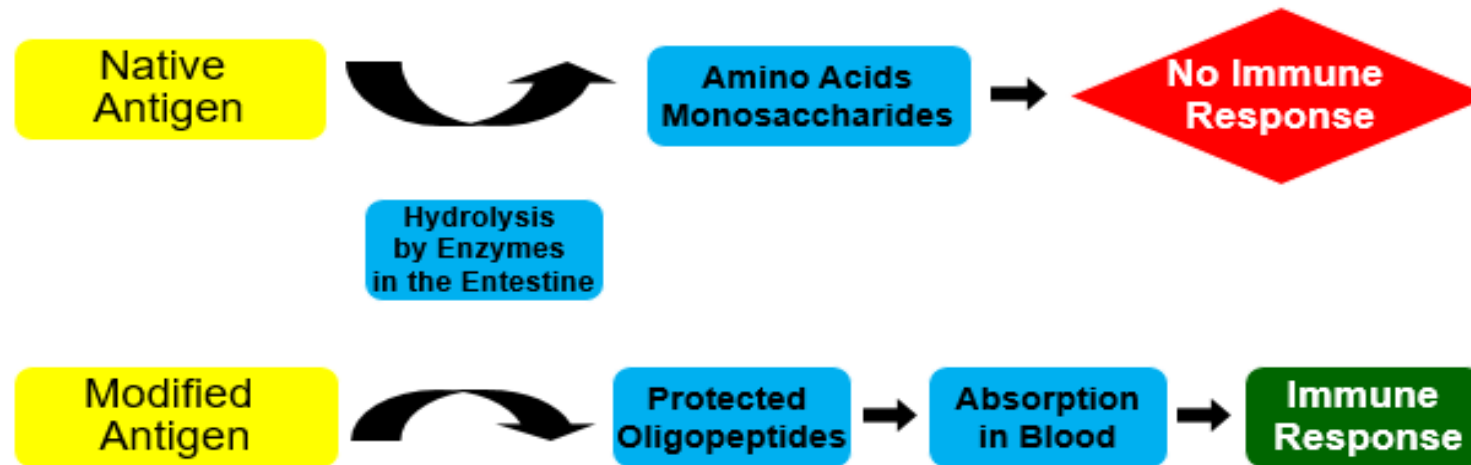 Native
Antigen
Amino Acids
Monosaccharides
No Immune
Response
Hydrolysis
by Enzymes
in the Entestine
Modified
Antigen
Protected
Oligopeptides
Absorption
in Blood
Immune
Response